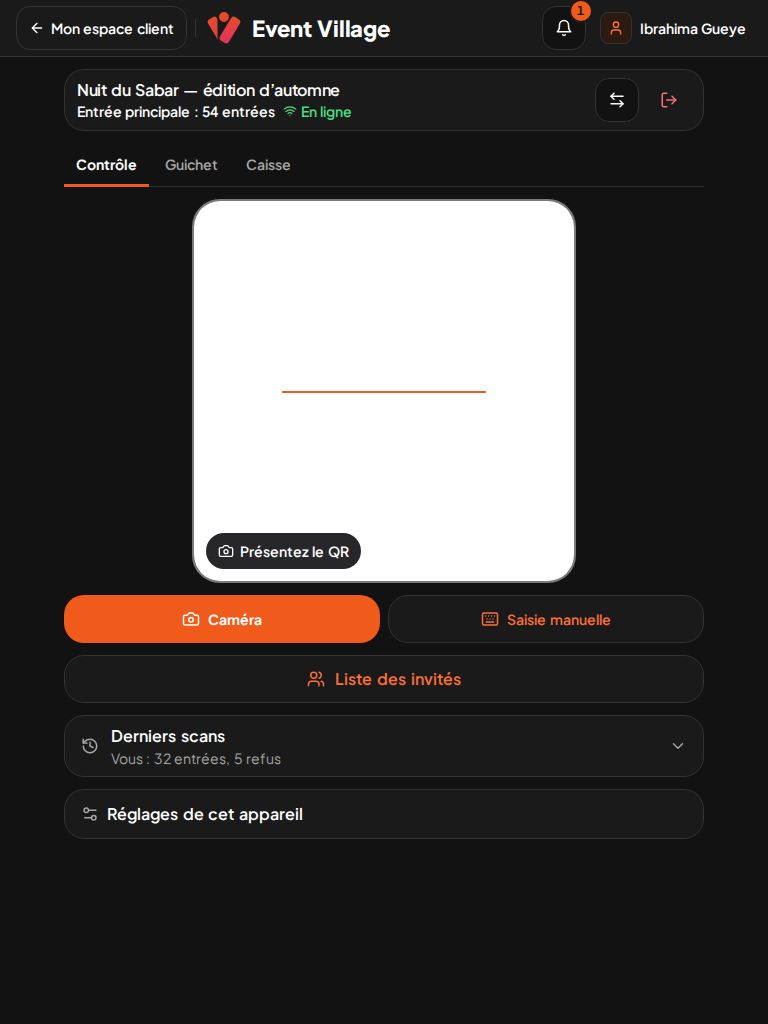 Mon espace client
Event Village
1
Ibrahima Gueye
Nuit du Sabar — édition d’automne
Entrée principale : 54 entrées
En ligne
Contrôle
Guichet
Caisse
Présentez le QR
Caméra
Saisie manuelle
Liste des invités
Derniers scans
Vous : 32 entrées, 5 refus
Réglages de cet appareil